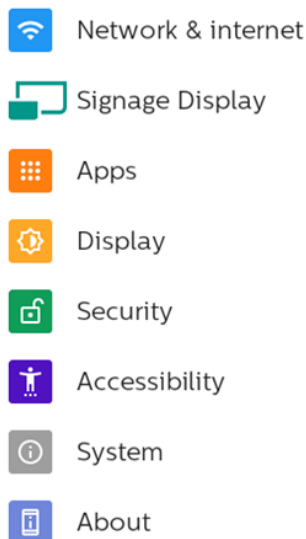 Network & internet
Signage Display
Apps
Display
Security
Accessibility
System
About